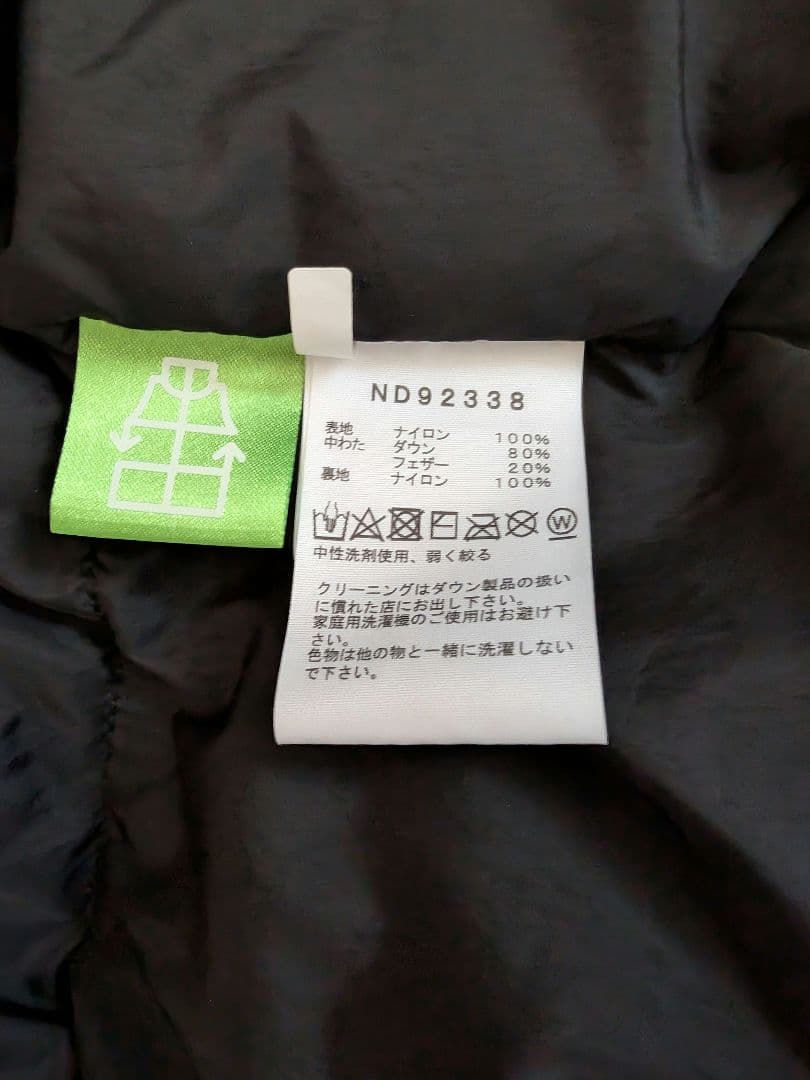 ND92338
表地 ナイロン 100%
中わた ダウン 80%
フェザー 20%
裏地 ナイロン 100%
W
中性洗剤使用、弱く絞る
クリーニングはダウン製品の扱い
に慣れた店にお出し下さい。
家庭用洗濯機のご使用はお避け下
さい。
色物は他の物と一緒に洗濯しない
で下さい。